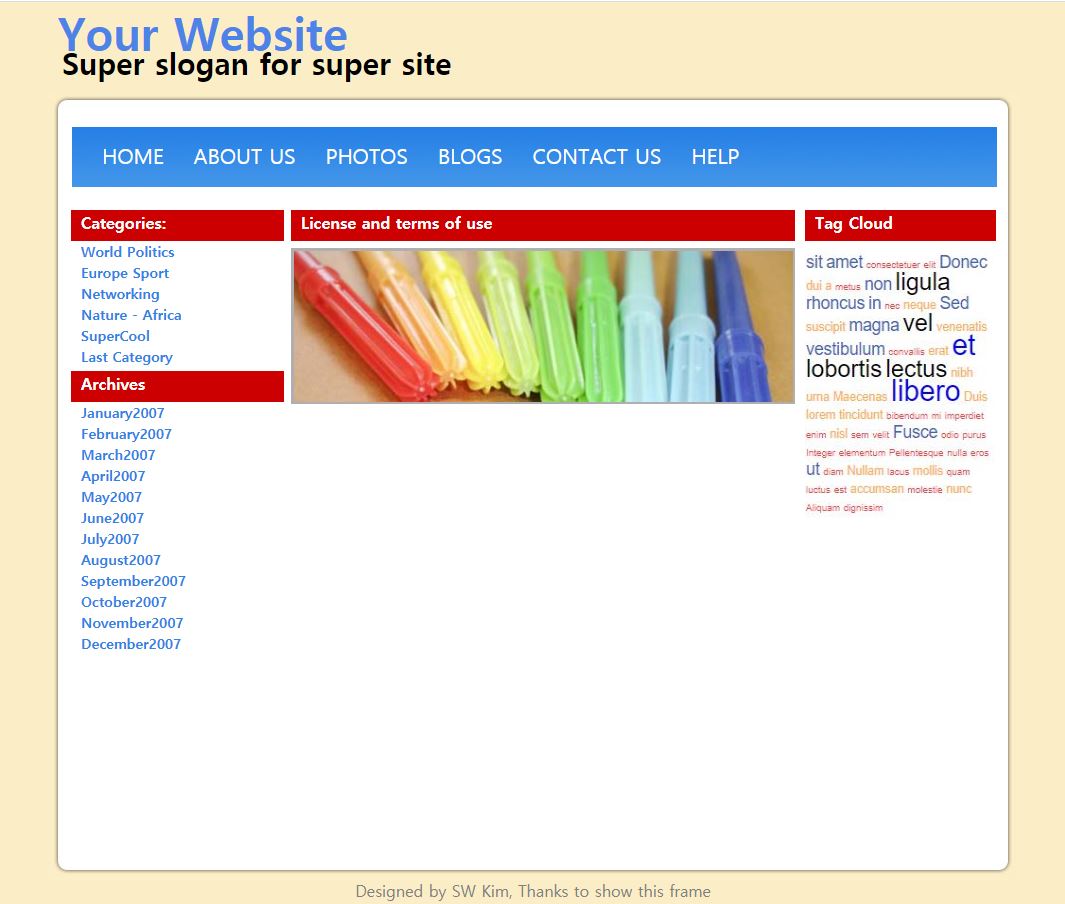 Your Website
Super slogan for super site
HOME ABOUT US PHOTOS BLOGS CONTACT US HELP
Categories:
World Politics
Europe Sport
Networking
Nature - Africa
SuperCool
Last Category
Archives
January2007
February2007
March2007
April2007
May2007
June2007
July2007
August2007
September2007
October2007
November2007
December2007
License and terms of use
Tag Cloud
sit amet consectetuer elit Donec
dui a metus non ligula
rhoncus in nec neque Sed
suscipit magna vel venenatis
vestibulum convallis erat et
lobortis lectus nibh
urna Maecenas libero Duis
lorem tincidunt bibendum mi imperdiet
enim nisl sem velit Fusce odio purus
Integer elementum Pellentesque nulla eros
ut diam Nullam lacus mollis quam
luctus est accumsan molestie nunc
Aliquam dignissim
Designed by SW Kim, Thanks to show this frame